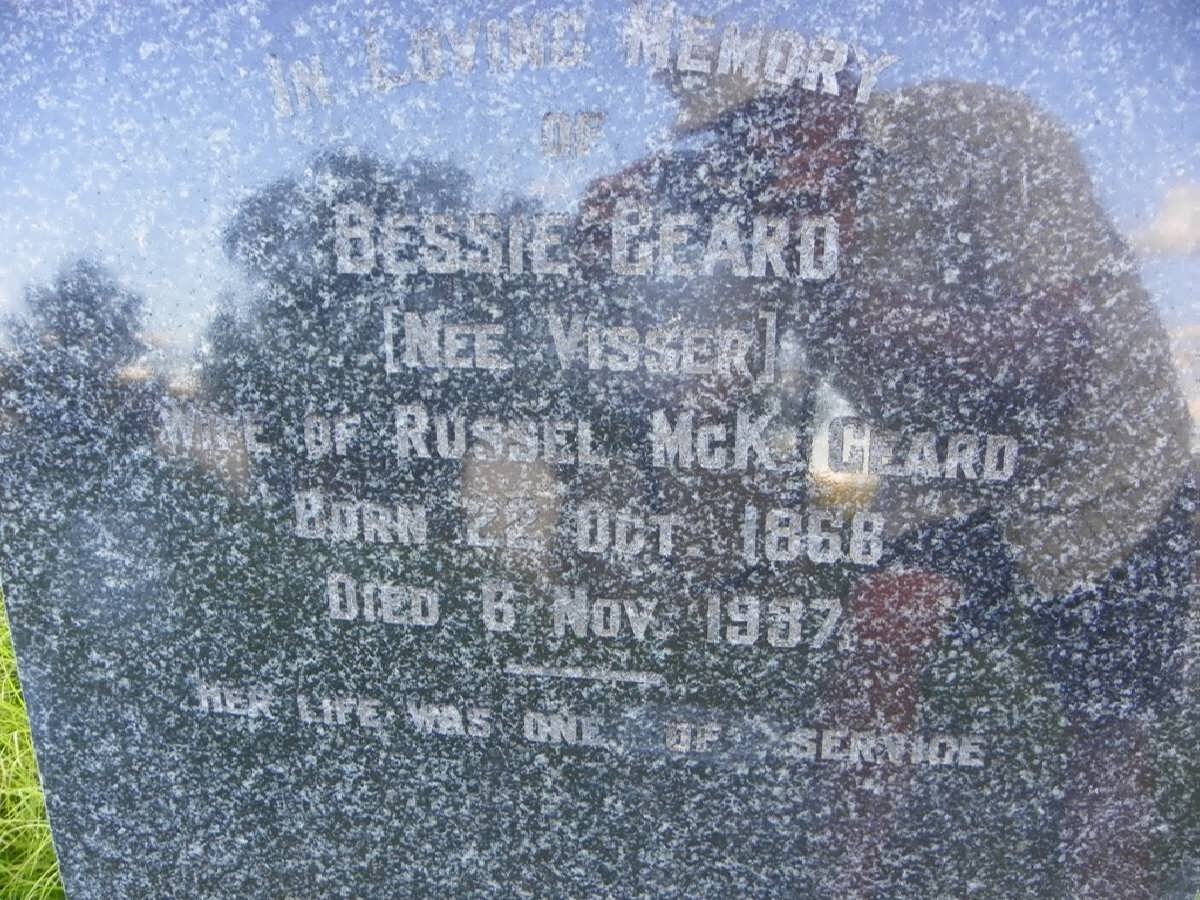 IN LOVING MEMORY
OF
BESSIE GEARD
[NEE VISSER]
WIFE OF RUSSEL MCK. GEARD
BORN 22 OCT. 1868
DIED 6 NOV. 1937.
HER LIFE WAS ONE OF SERVICE